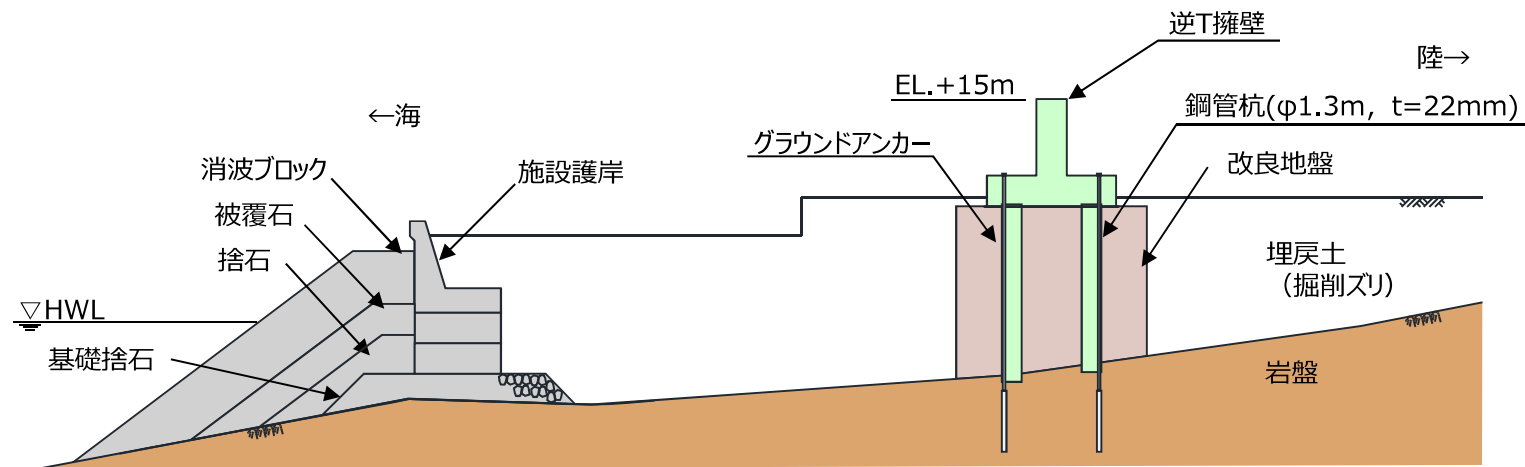 逆T擁壁
陸→
EL.+15m
鋼管杭(φ1.3m, t=22mm)
←海
グラウンドアンカー
改良地盤
消波ブロック
施設護岸
被覆石
捨石
埋戻土
(掘削ズリ)
▽HWL
基礎捨石
岩盤